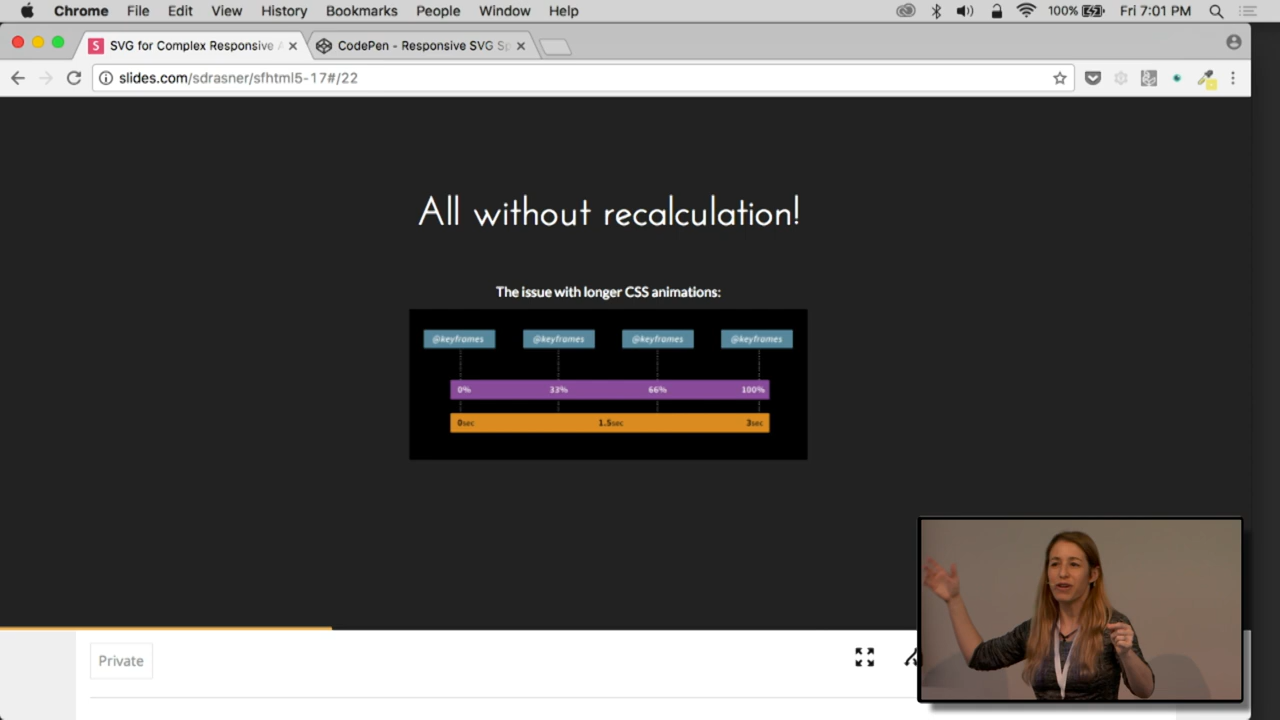 Chrome File Edit View History Bookmarks People Window Help 100% Fri 7:01 PM
SVG for Complex Responsive A
CodePen - Responsive SVG Sp
slides.com/sdrasner/sfhtml5-17#/22
All without recalculation!
The issue with longer CSS animations:
@keyframes @keyframes @keyframes @keyframes
0% 33% 66% 100%
0sec 1.5sec 3sec
Private